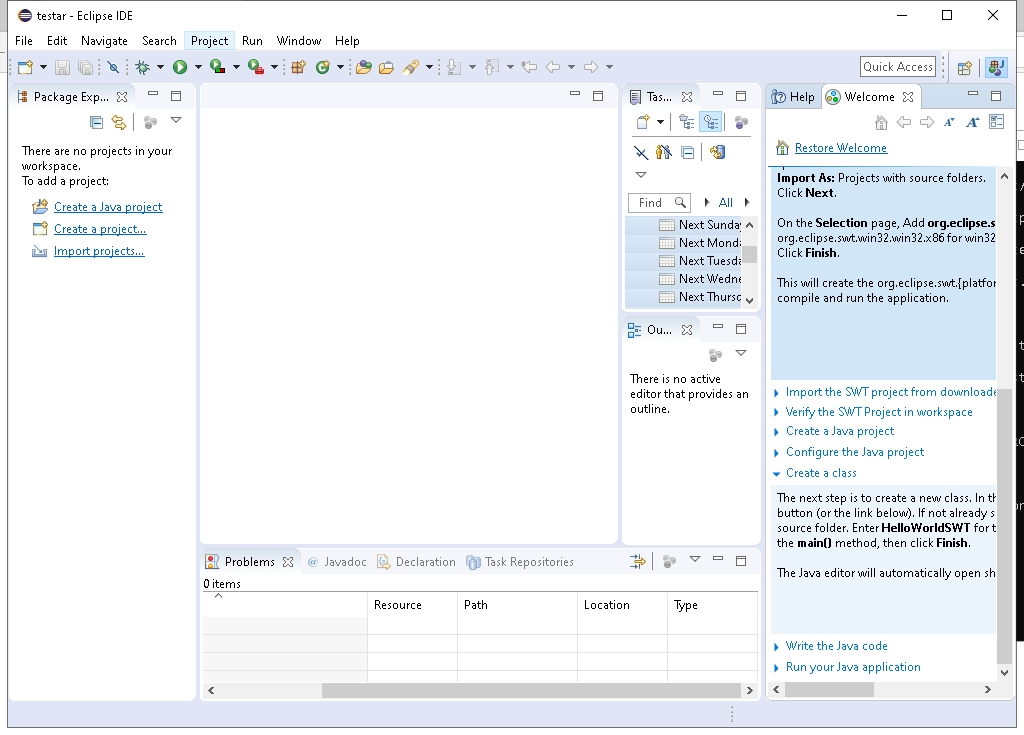 testar - Eclipse IDE
File Edit Navigate Search Project Run Window Help
Quick Access
Package Exp...
There are no projects in your
workspace.
To add a project:
Create a Java project
Create a project...
Import projects...
Tas...
Find
All
Next Sunday
Next Monda
Next Tuesda
Next Wedne
Next Thursd
Ou...
There is no active
editor that provides an
outline.
Problems
Javadoc
Declaration
Task Repositories
0 items
Resource Path Location Type
Help
Welcome
Restore Welcome
Import As: Projects with source folders.
Click Next.
On the Selection page, Add org.eclipse.s
org.eclipse.swt.win32.win32.x86 for win32
Click Finish.
This will create the org.eclipse.swt.{platfor
compile and run the application.
Import the SWT project from downloade
Verify the SWT Project in workspace
Create a Java project
Configure the Java project
Create a class
The next step is to create a new class. In th
button (or the link below). If not already s
source folder. Enter HelloWorldSWT for t
the main() method, then click Finish.
The Java editor will automatically open sh
Write the Java code
Run your Java application